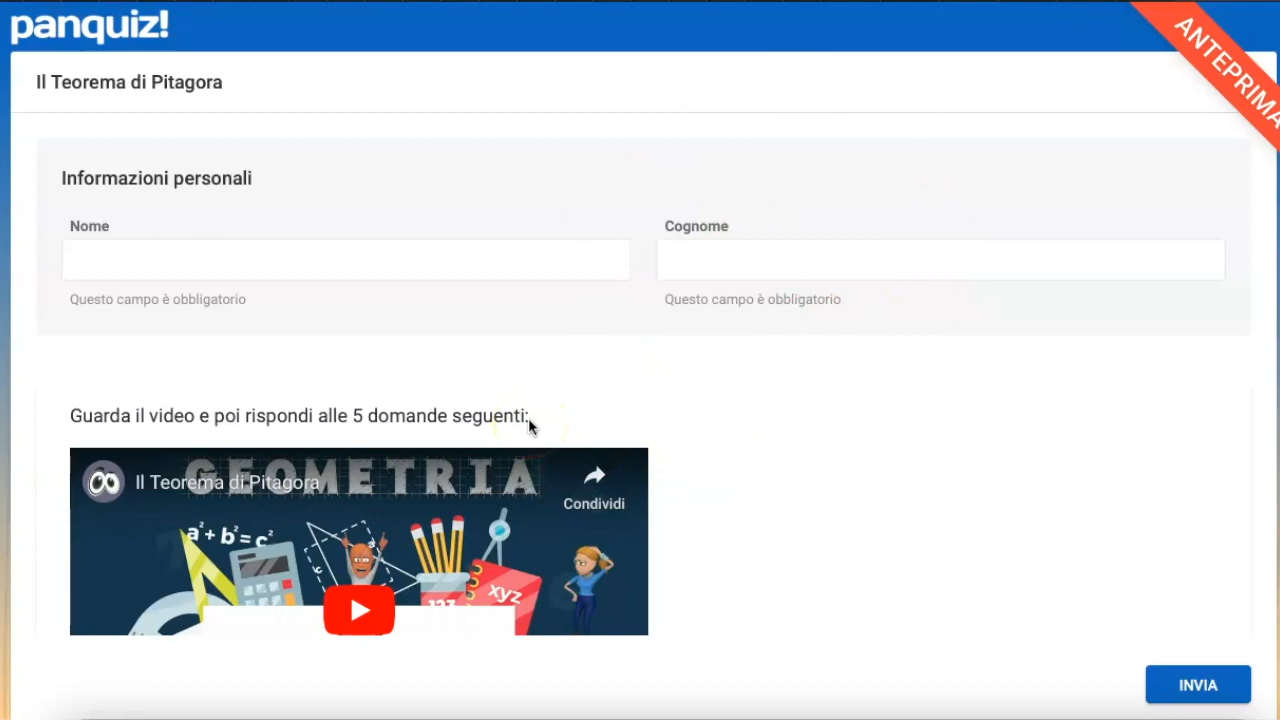 panquiz!
ANTEPRIMA
Il Teorema di Pitagora
Informazioni personali
Nome
Cognome
Questo campo è obbligatorio
Questo campo è obbligatorio
Guarda il video e poi rispondi alle 5 domande seguenti:
GEOMETRIA
Il Teorema di Pitagora
Condividi
a²+b²=c²
xyz
123
INVIA